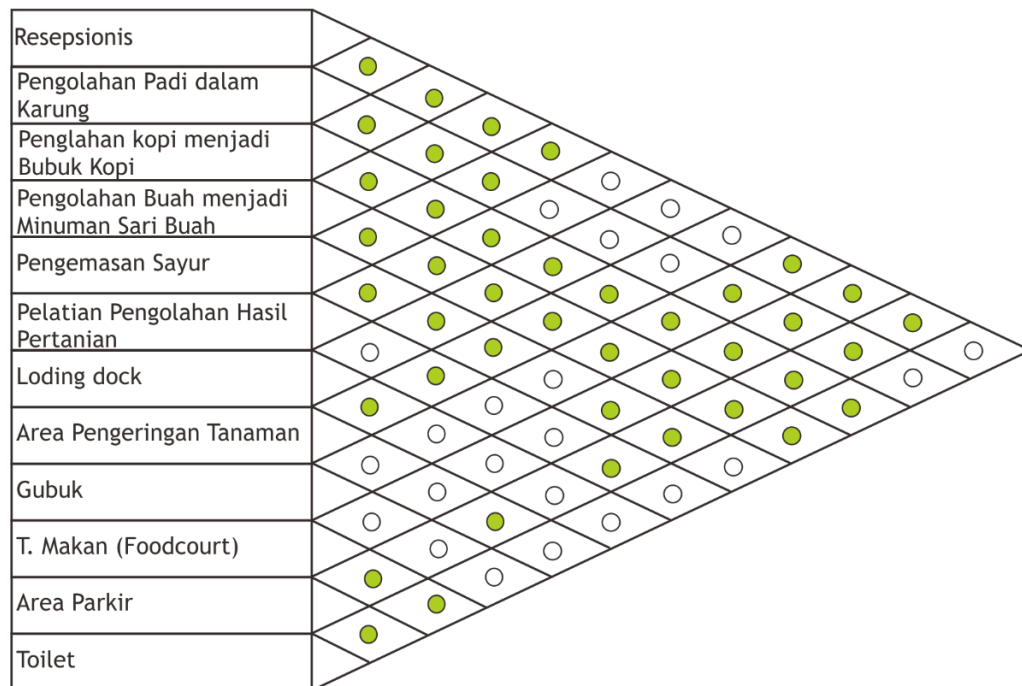 Resepsionis
Pengolahan Padi dalam
Karung
Penglahan kopi menjadi
Bubuk Kopi
Pengolahan Buah menjadi
Minuman Sari Buah
Pengemasan Sayur
Pelatian Pengolahan Hasil
Pertanian
Loding dock
Area Pengeringan Tanaman
Gubuk
T. Makan (Foodcourt)
Area Parkir
Toilet